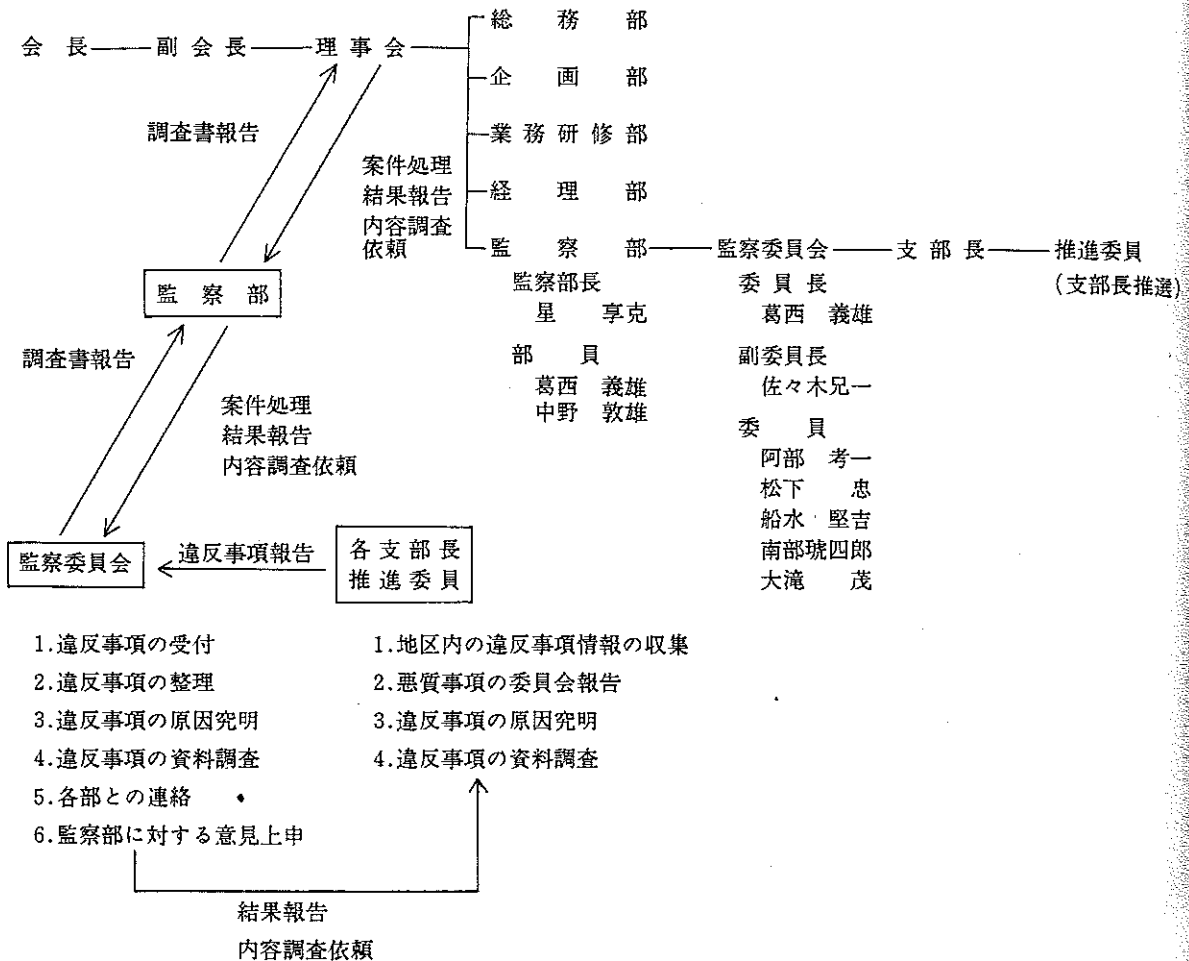 会長 副会長 理事会
総務部
企画部
業務研修部
経理部
監察部 監察委員会 支部長 推進委員
(支部長推選)
調査書報告
案件処理
結果報告
内容調査
依頼
監察部長
星 享克
部員
葛西 義雄
中野 敦雄
委員長
葛西 義雄
副委員長
佐々木兄一
委員
阿部 考一
松下 忠
船水 堅吉
南部琥四郎
大滝 茂
監察部
調査書報告
案件処理
結果報告
内容調査依頼
監察委員会
違反事項報告
各支部長
推進委員
1.違反事項の受付
2.違反事項の整理
3.違反事項の原因究明
4.違反事項の資料調査
5.各部との連絡
6.監察部に対する意見上申
1.地区内の違反事項情報の収集
2.悪質事項の委員会報告
3.違反事項の原因究明
4.違反事項の資料調査
結果報告
内容調査依頼